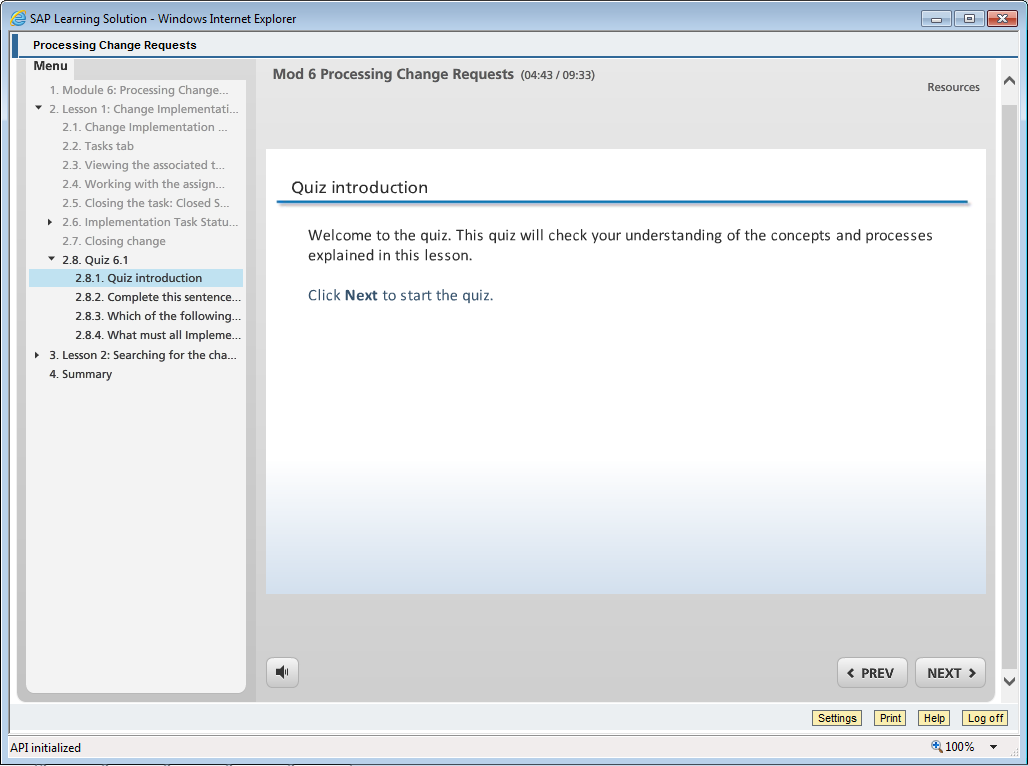 SAP Learning Solution - Windows Internet Explorer
Processing Change Requests
Menu
1. Module 6: Processing Change...
2. Lesson 1: Change Implementati...
2.1. Change Implementation ...
2.2. Tasks tab
2.3. Viewing the associated t...
2.4. Working with the assign...
2.5. Closing the task: Closed S...
2.6. Implementation Task Statu...
2.7. Closing change
2.8. Quiz 6.1
2.8.1. Quiz introduction
2.8.2. Complete this sentence...
2.8.3. Which of the following...
2.8.4. What must all Impleme...
3. Lesson 2: Searching for the cha...
4. Summary
Mod 6 Processing Change Requests (04:43 / 09:33)
Resources
Quiz introduction
Welcome to the quiz. This quiz will check your understanding of the concepts and processes
explained in this lesson.
Click Next to start the quiz.
PREV
NEXT
Settings
Print
Help
Log off
API initialized
100%